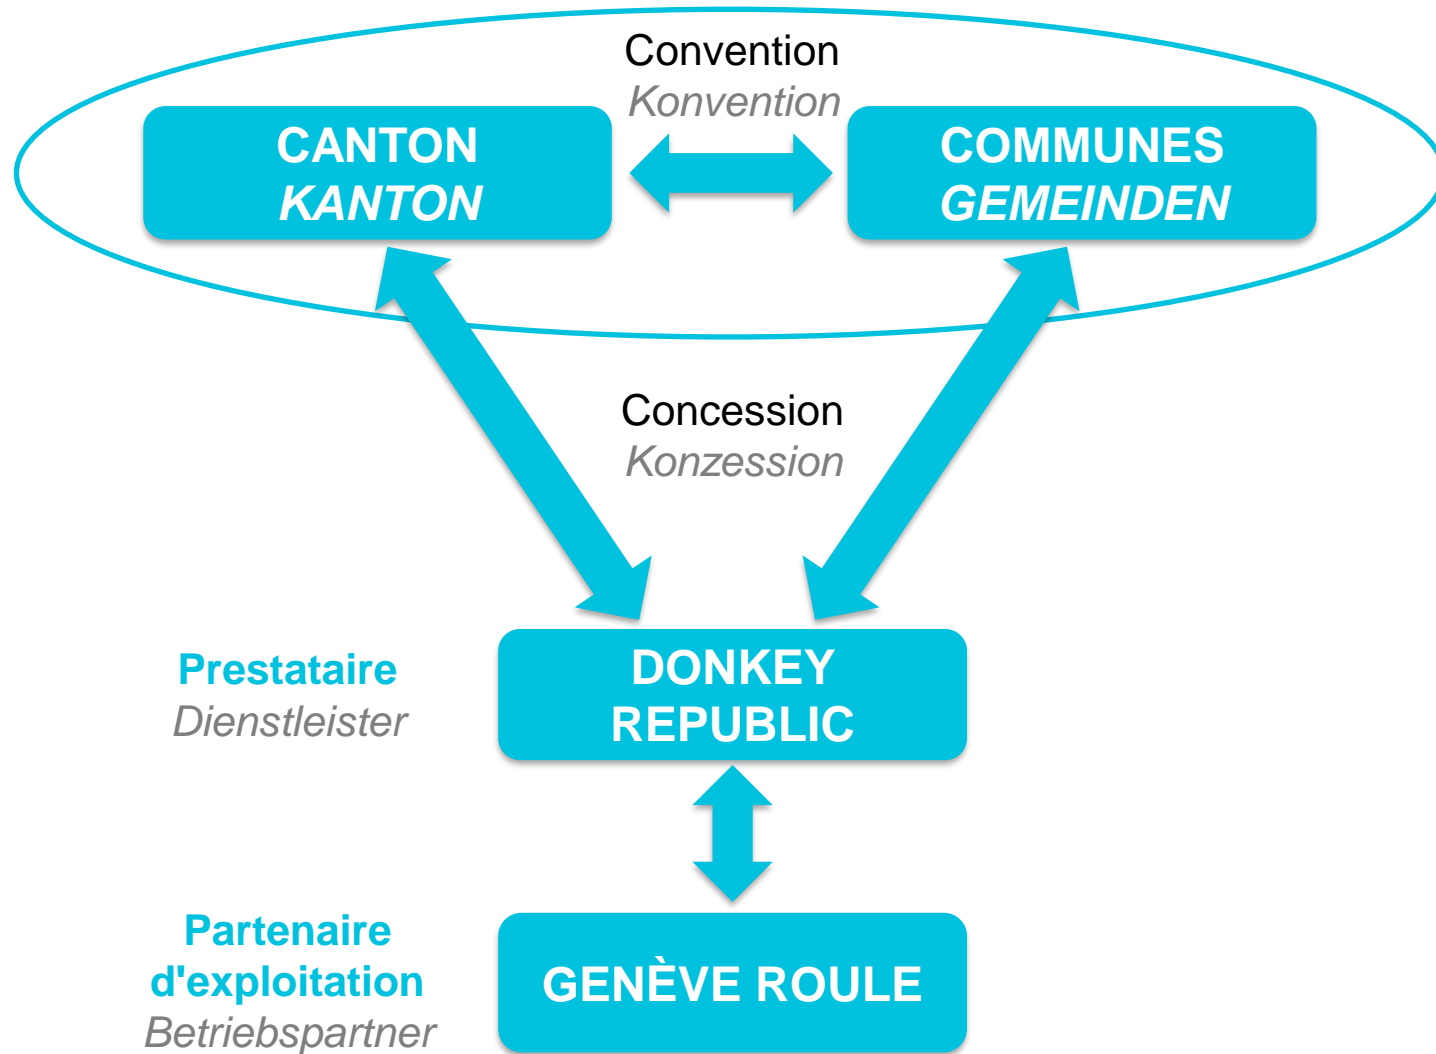 Convention
Konvention
CANTON
KANTON
COMMUNES
GEMEINDEN
Concession
Konzession
Prestataire
Dienstleister
DONKEY
REPUBLIC
Partenaire
d'exploitation
Betriebspartner
GENÈVE ROULE